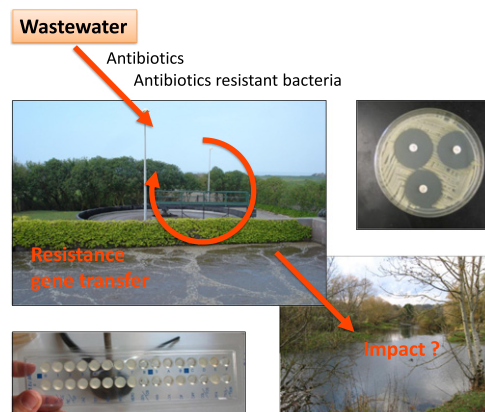 Wastewater
Antibiotics
Antibiotics resistant bacteria
Resistance
gene transfer
Impact ?